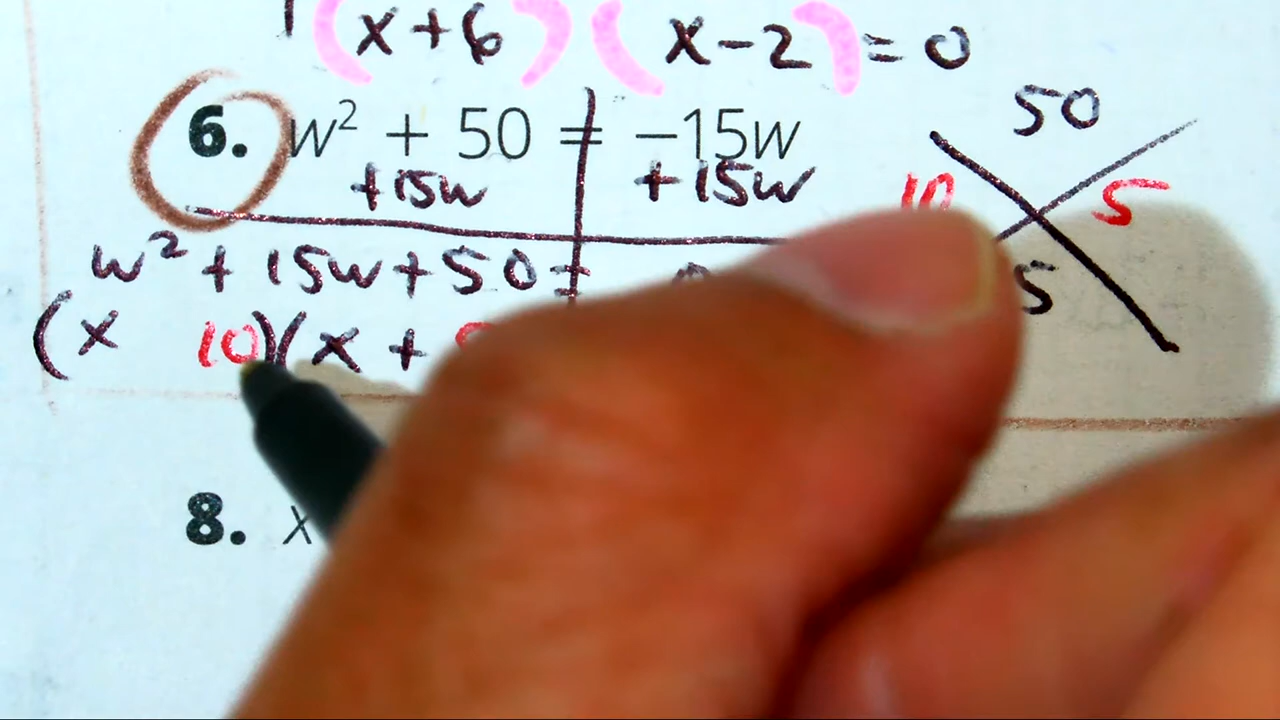 (x+6)(x-2)=0
6. w² + 50 = -15w
+15w +15w
50
10 5
w² + 15w + 50 =
5
(x 10)(x +
8. x